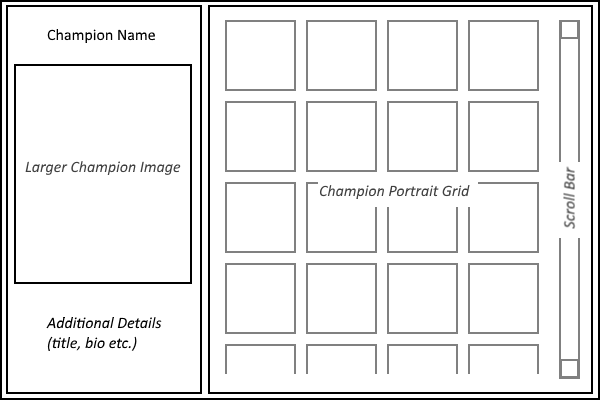 Champion Name
Larger Champion Image
Additional Details
(title, bio etc.)
Champion Portrait Grid
Scroll Bar